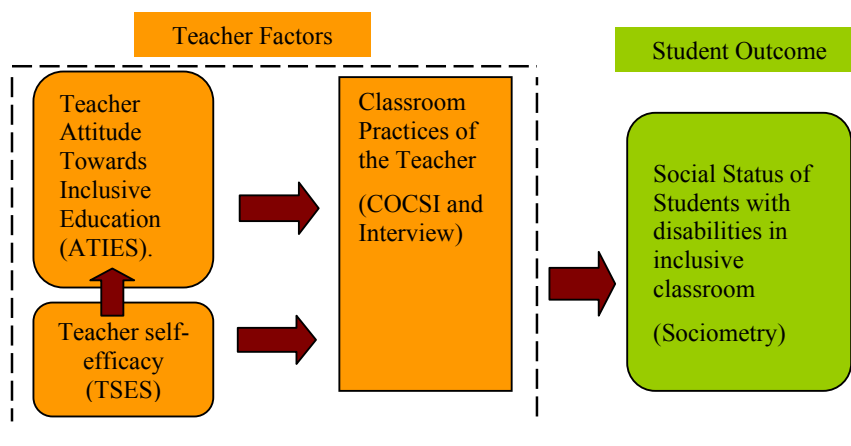 Teacher Factors
Student Outcome
Teacher
Attitude
Towards
Inclusive
Education
(ATIES).
Teacher self-
efficacy
(TSES)
Classroom
Practices of
the Teacher
(COCSI and
Interview)
Social Status of
Students with
disabilities in
inclusive
classroom
(Sociometry)